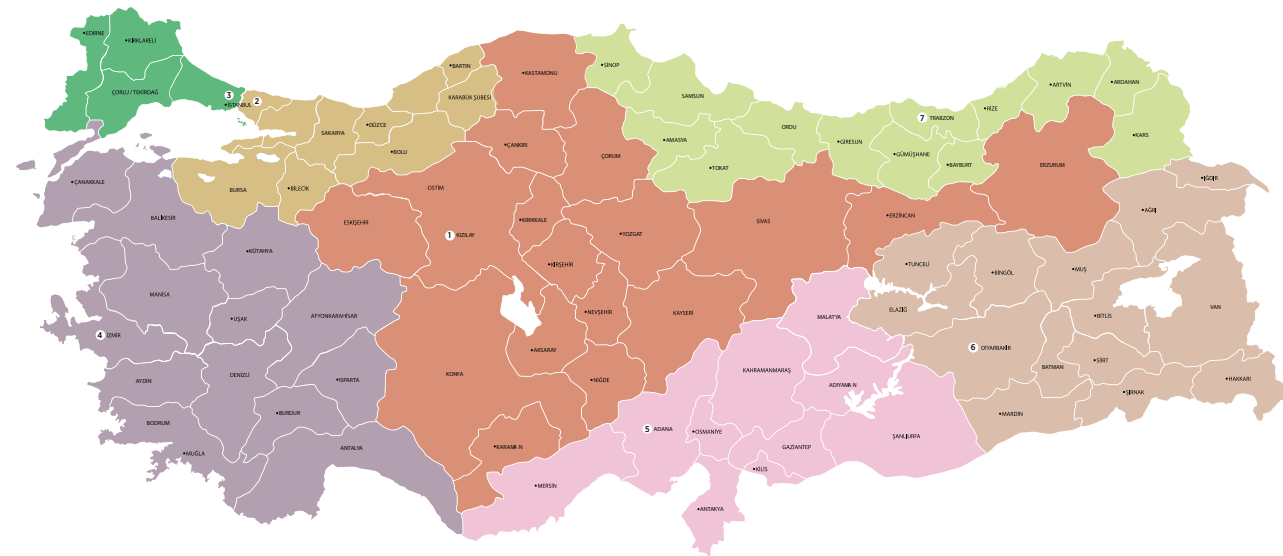 EDİRNE
KIRKLARELİ
ÇORLU / TEKİRDAĞ
3
İSTANBUL
2
BARTIN
KARABÜK ŞUBESİ
DÜZCE
SAKARYA
BOLU
BURSA
BİLECİK
KASTAMONU
ÇANKIRI
ÇORUM
OSTİM
ESKİŞEHİR
1
KIZILAY
KIRIKKALE
YOZGAT
KIRŞEHİR
SİVAS
ERZİNCAN
ERZURUM
NEVŞEHİR
KAYSERİ
AKSARAY
KONYA
NİĞDE
KARAMA N
SİNOP
SAMSUN
AMASYA
TOKAT
ORDU
GİRESUN
7
TRABZON
GÜMÜŞHANE
BAYBURT
RİZE
ARTVİN
ARDAHAN
KARS
ÇANAKKALE
BALIKESİR
KÜTAHYA
MANİSA
UŞAK
AFYONKARAHİSAR
4
İZMİR
AYDIN
DENİZLİ
ISPARTA
BURDUR
BODRUM
MUĞLA
ANTALYA
MALATYA
KAHRAMANMARAŞ
ADIYAMA N
5
ADANA
OSMANİYE
GAZİANTEP
ŞANLIURFA
KİLİS
MERSİN
ANTAKYA
IĞDIR
AĞRI
TUNCELİ
BİNGÖL
MUŞ
ELAZIĞ
BİTLİS
VAN
6
DİYARBAKIR
BATMAN
SİİRT
ŞIRNAK
HAKKARİ
MARDİN